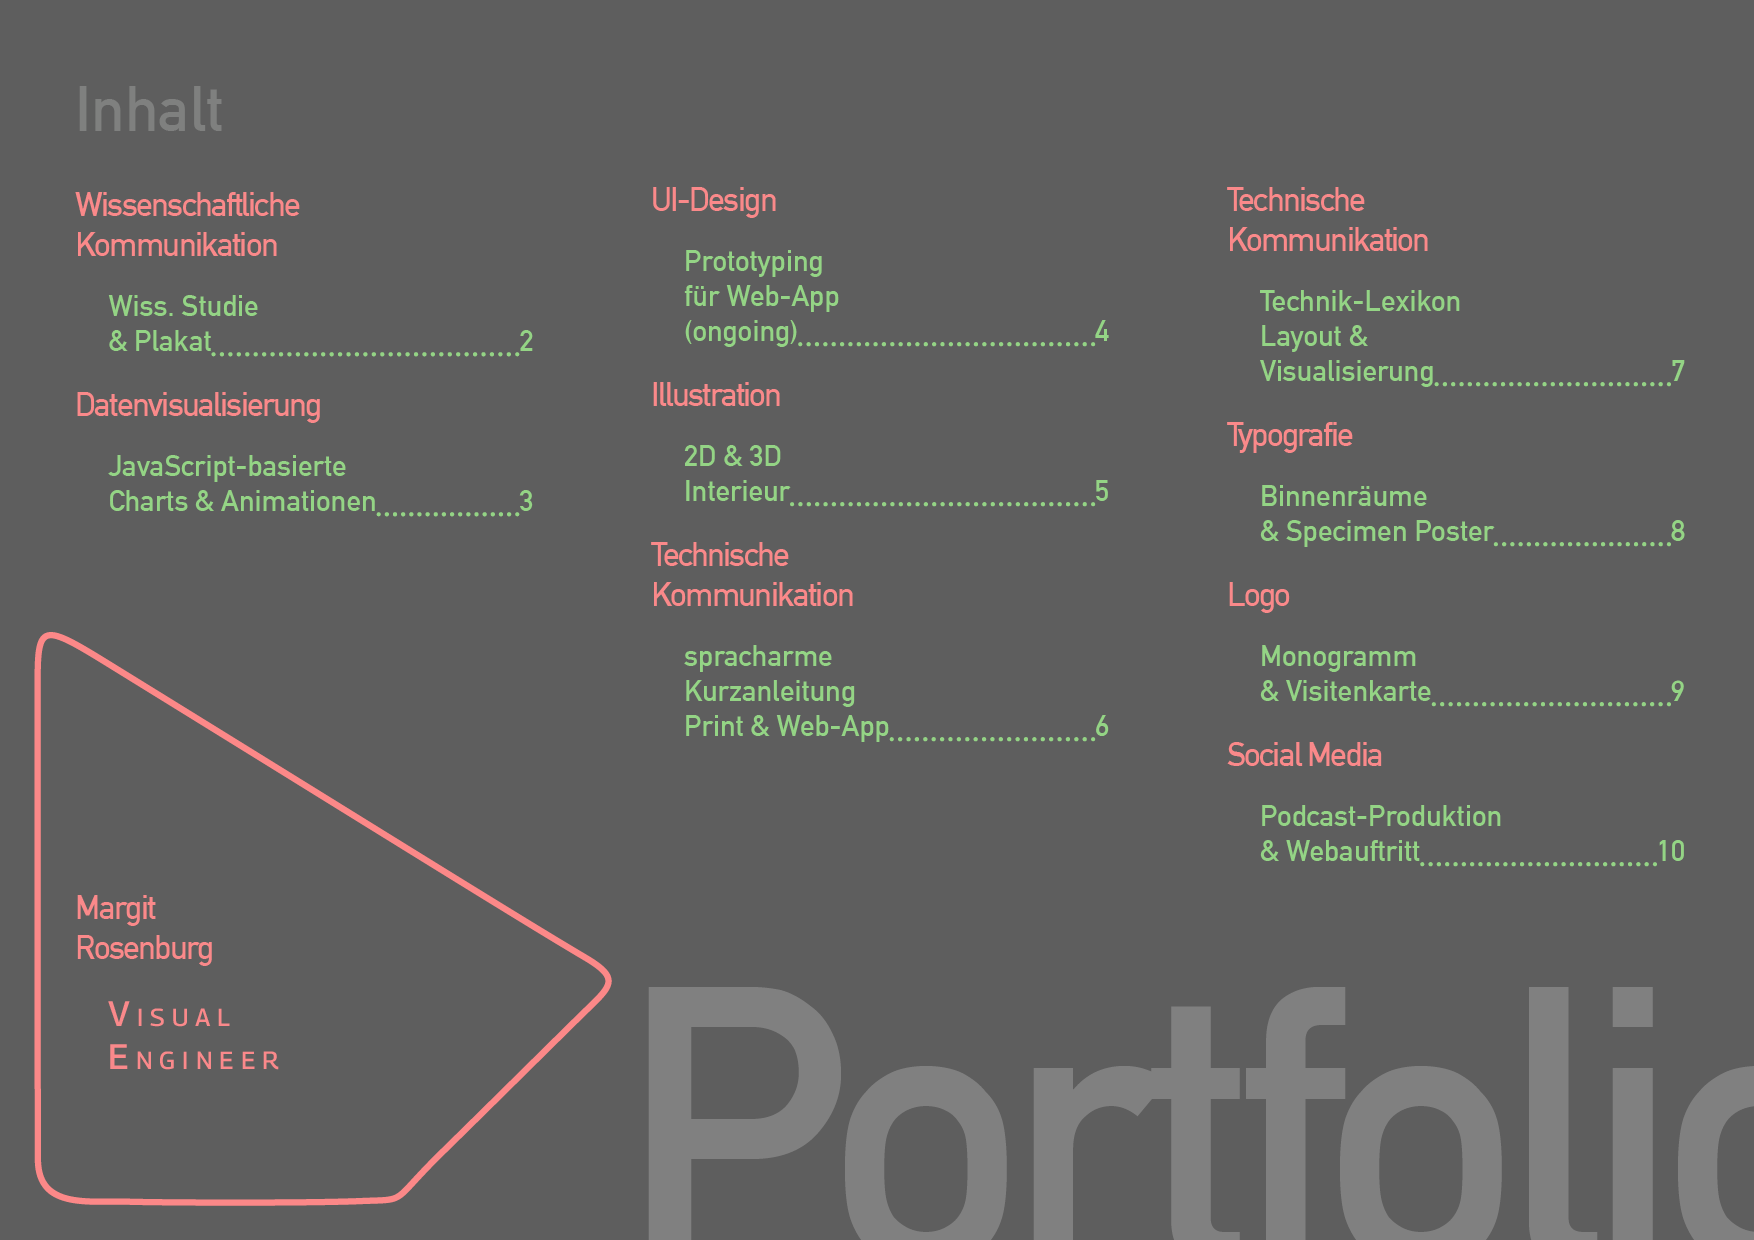 Inhalt
Wissenschaftliche
Kommunikation
Wiss. Studie
& Plakat......................................2
Datenvisualisierung
JavaScript-basierte
Charts & Animationen..................3
UI-Design
Prototyping
für Web-App
(ongoing)....................................4
Illustration
2D & 3D
Interieur.....................................5
Technische
Kommunikation
spracharme
Kurzanleitung
Print & Web-App.........................6
Technische
Kommunikation
Technik-Lexikon
Layout &
Visualisierung.............................7
Typografie
Binnenräume
& Specimen Poster......................8
Logo
Monogramm
& Visitenkarte.............................9
Social Media
Podcast-Produktion
& Webauftritt.............................10
Margit
Rosenburg
VISUAL
ENGINEER
Portfolio